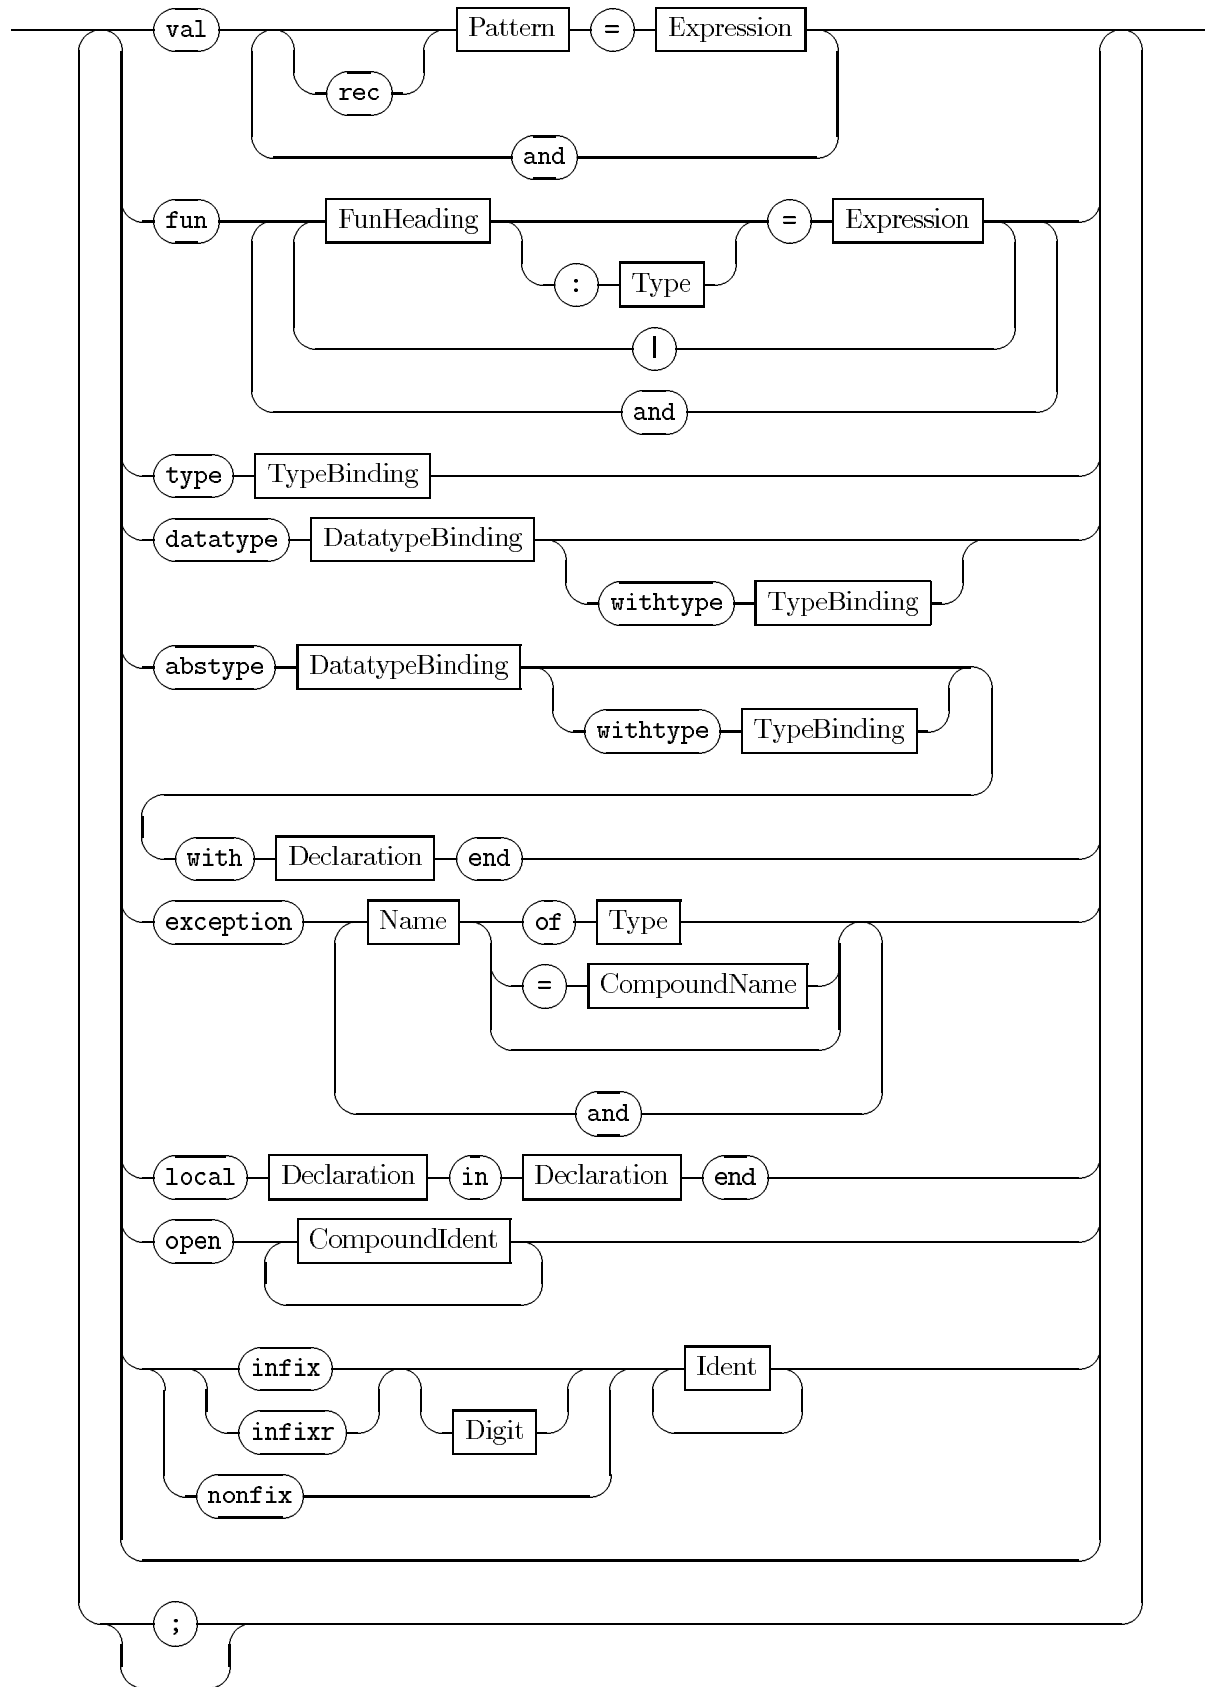 val Pattern = Expression
rec
and
fun FunHeading = Expression
: Type
|
and
type TypeBinding
datatype DatatypeBinding
withtype TypeBinding
abstype DatatypeBinding
withtype TypeBinding
with Declaration end
exception Name of Type
= CompoundName
and
local Declaration in Declaration end
open CompoundIdent
infix Ident
infixr Digit
nonfix
;